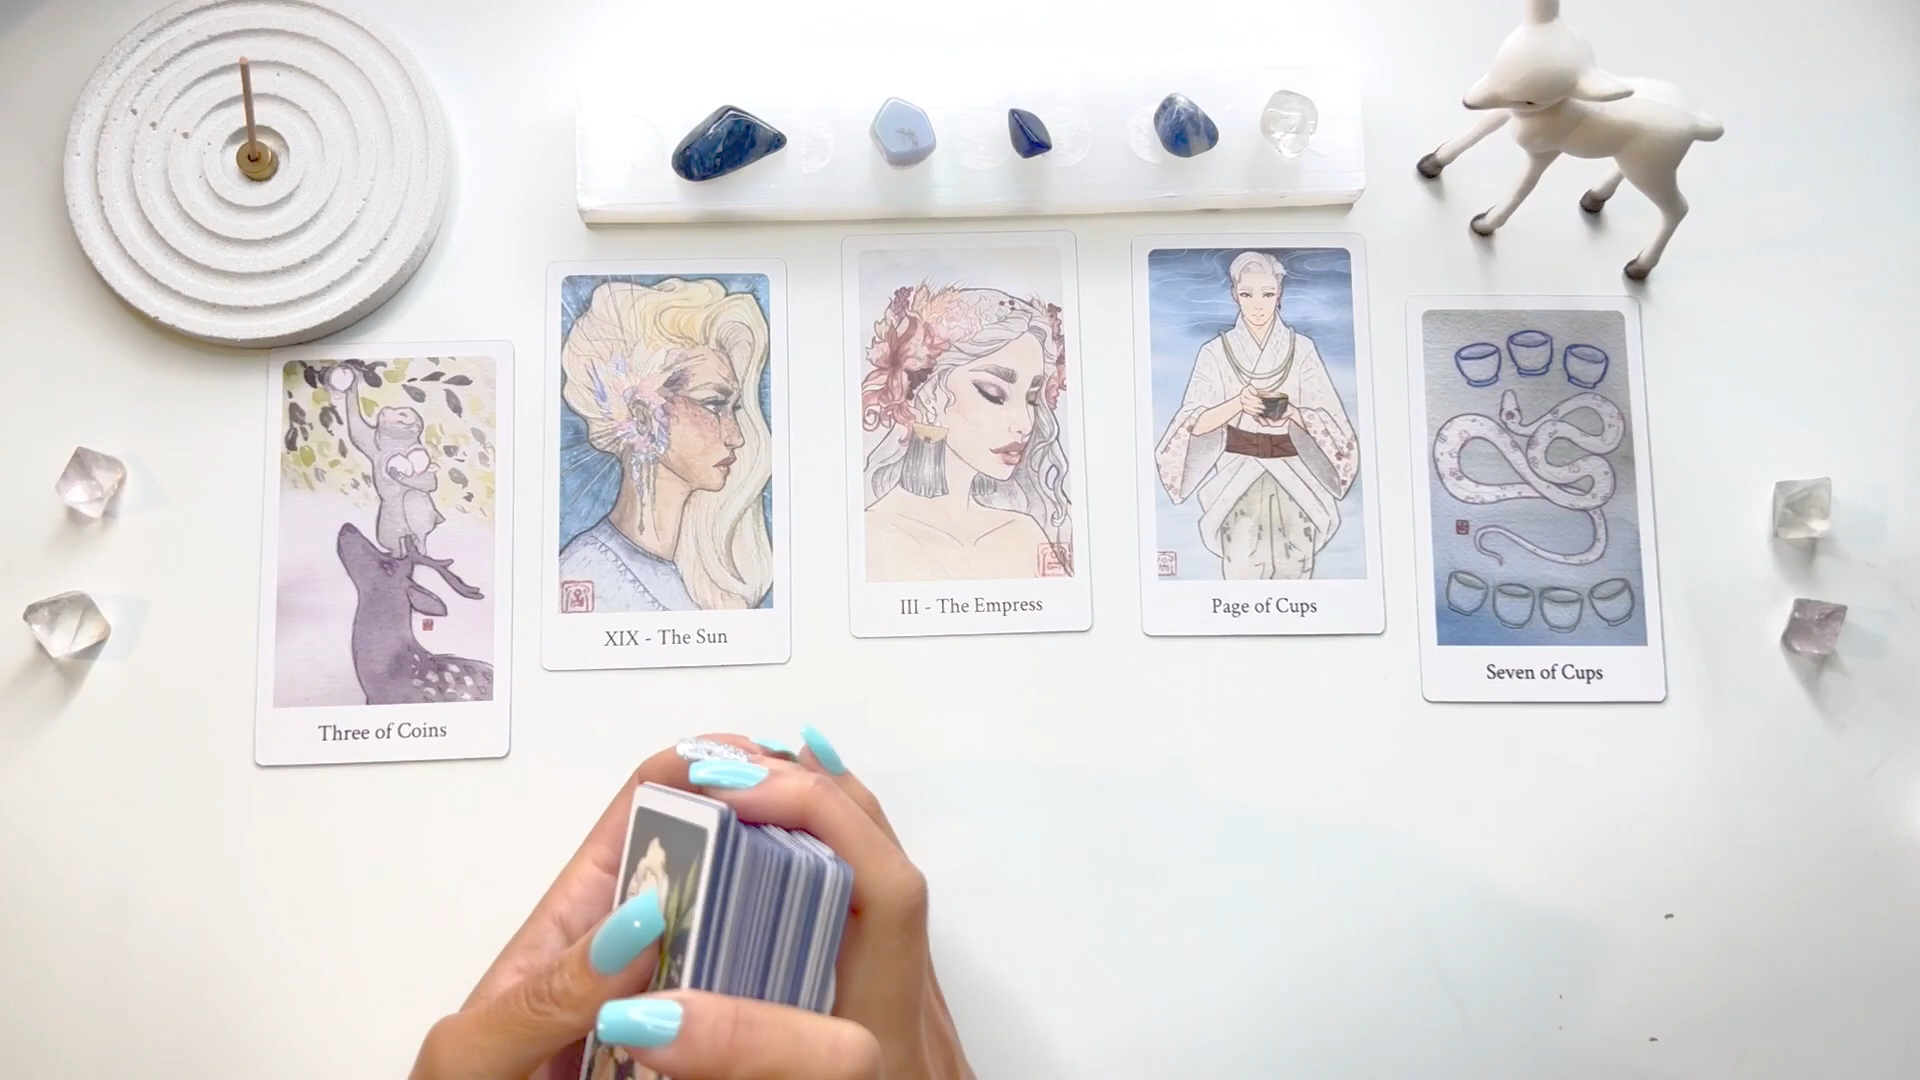 Three of Coins
XIX - The Sun
III - The Empress
Page of Cups
Seven of Cups